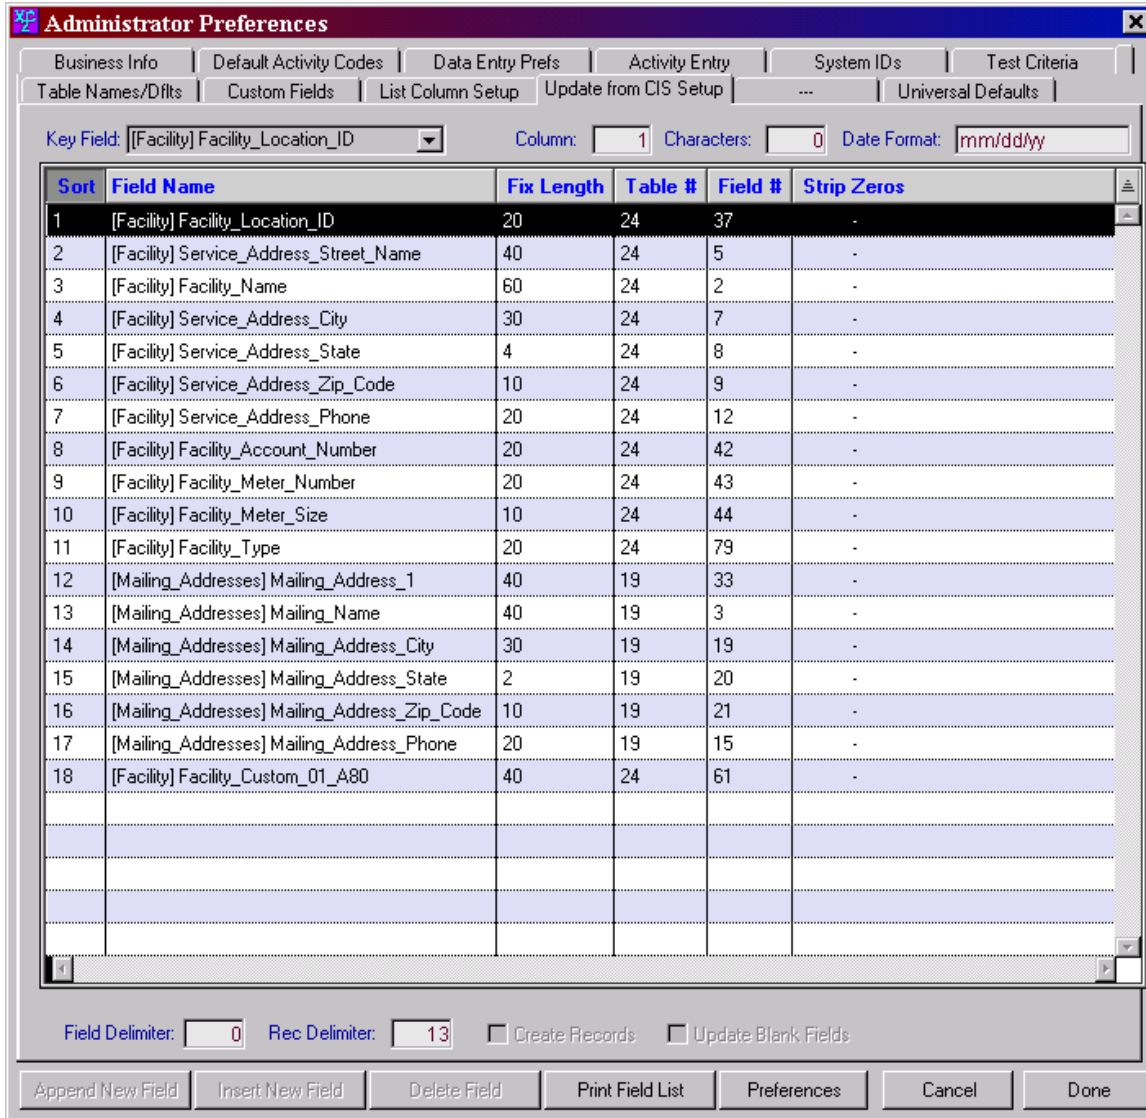 XC2
Administrator Preferences
Business Info Default Activity Codes Data Entry Prefs Activity Entry System IDs Test Criteria
Table Names/Dflts Custom Fields List Column Setup Update from CIS Setup --- Universal Defaults
Key Field: [Facility] Facility_Location_ID Column: 1 Characters: 0 Date Format: mm/dd/yy
Sort Field Name Fix Length Table # Field # Strip Zeros
1 [Facility] Facility_Location_ID 20 24 37 -
2 [Facility] Service_Address_Street_Name 40 24 5 -
3 [Facility] Facility_Name 60 24 2 -
4 [Facility] Service_Address_City 30 24 7 -
5 [Facility] Service_Address_State 4 24 8 -
6 [Facility] Service_Address_Zip_Code 10 24 9 -
7 [Facility] Service_Address_Phone 20 24 12 -
8 [Facility] Facility_Account_Number 20 24 42 -
9 [Facility] Facility_Meter_Number 20 24 43 -
10 [Facility] Facility_Meter_Size 10 24 44 -
11 [Facility] Facility_Type 20 24 79 -
12 [Mailing_Addresses] Mailing_Address_1 40 19 33 -
13 [Mailing_Addresses] Mailing_Name 40 19 3 -
14 [Mailing_Addresses] Mailing_Address_City 30 19 19 -
15 [Mailing_Addresses] Mailing_Address_State 2 19 20 -
16 [Mailing_Addresses] Mailing_Address_Zip_Code 10 19 21 -
17 [Mailing_Addresses] Mailing_Address_Phone 20 19 15 -
18 [Facility] Facility_Custom_01_A80 40 24 61 -
Field Delimiter: 0 Rec Delimiter: 13 Create Records Update Blank Fields
Append New Field Insert New Field Delete Field Print Field List Preferences Cancel Done